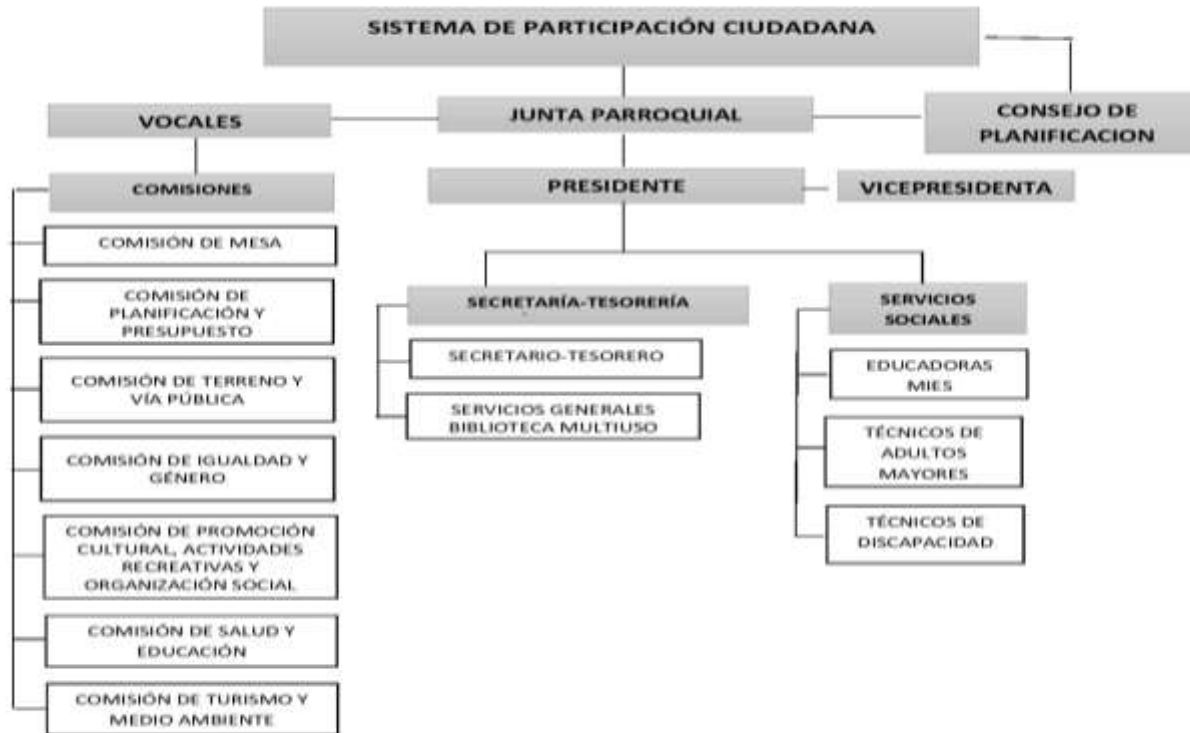 SISTEMA DE PARTICIPACIÓN CIUDADANA
VOCALES
JUNTA PARROQUIAL
CONSEJO DE
PLANIFICACION
COMISIONES
PRESIDENTE
VICEPRESIDENTA
COMISIÓN DE MESA
COMISIÓN DE
PLANIFICACIÓN Y
PRESUPUESTO
COMISIÓN DE TERRENO Y
VÍA PÚBLICA
COMISIÓN DE IGUALDAD Y
GÉNERO
COMISIÓN DE PROMOCIÓN
CULTURAL, ACTIVIDADES
RECREATIVAS Y
ORGANIZACIÓN SOCIAL
COMISIÓN DE SALUD Y
EDUCACIÓN
COMISIÓN DE TURISMO Y
MEDIO AMBIENTE
SECRETARÍA-TESORERÍA
SECRETARIO-TESORERO
SERVICIOS GENERALES
BIBLIOTECA MULTIUSO
SERVICIOS
SOCIALES
EDUCADORAS
MIES
TÉCNICOS DE
ADULTOS
MAYORES
TÉCNICOS DE
DISCAPACIDAD